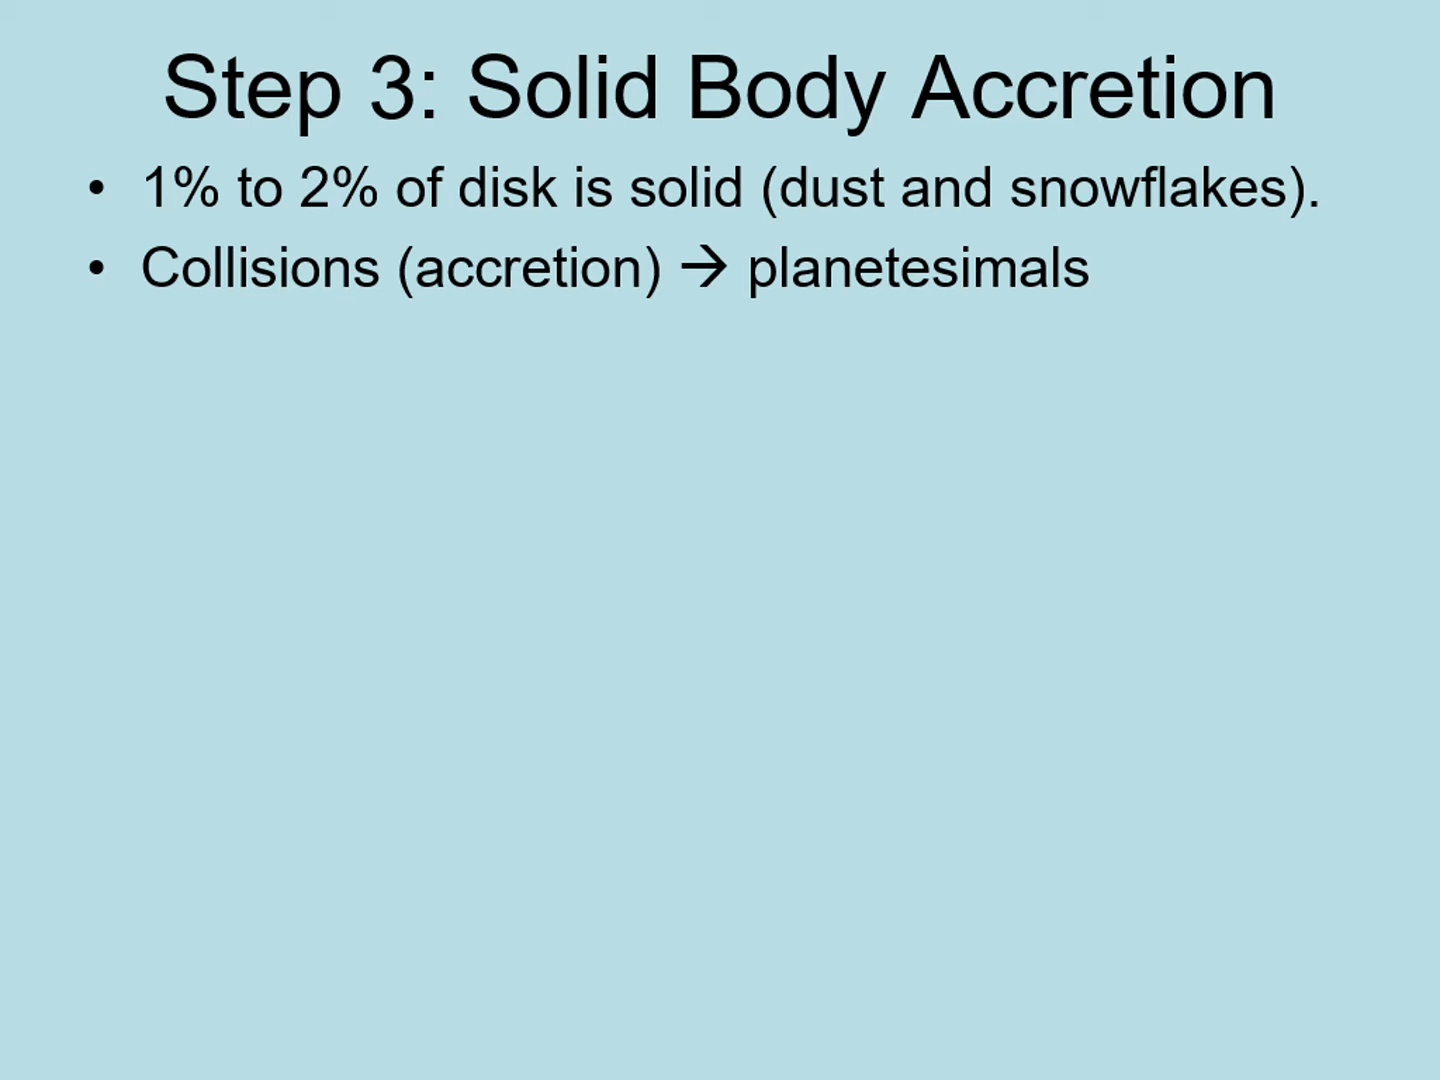 Step 3: Solid Body Accretion
• 1% to 2% of disk is solid (dust and snowflakes).
• Collisions (accretion) → planetesimals